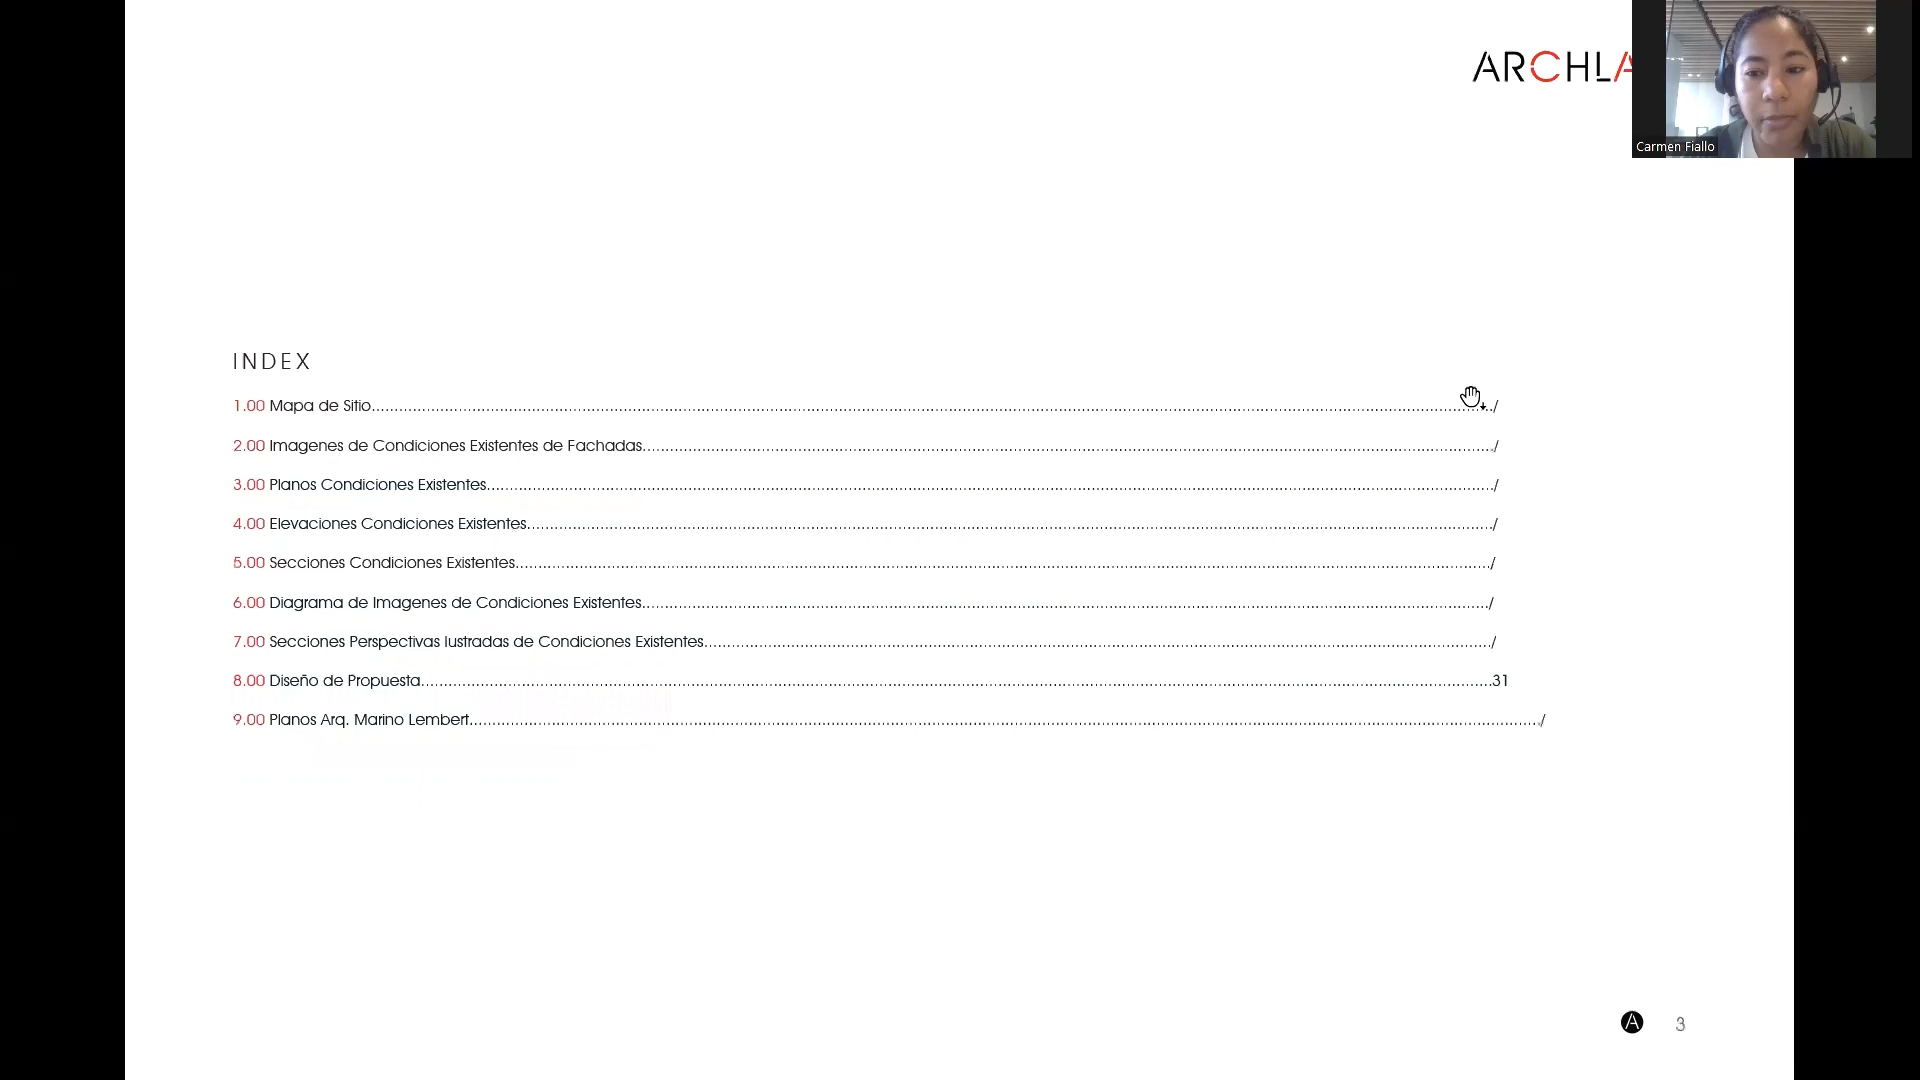 ARCHLA
Carmen Fiallo
INDEX
1.00 Mapa de Sitio................/
2.00 Imagenes de Condiciones Existentes de Fachadas................/
3.00 Planos Condiciones Existentes................/
4.00 Elevaciones Condiciones Existentes................/
5.00 Secciones Condiciones Existentes................/
6.00 Diagrama de Imagenes de Condiciones Existentes................/
7.00 Secciones Perspectivas Iustradas de Condiciones Existentes................/
8.00 Diseño de Propuesta................31
9.00 Planos Arq. Marino Lembert................/
A 3